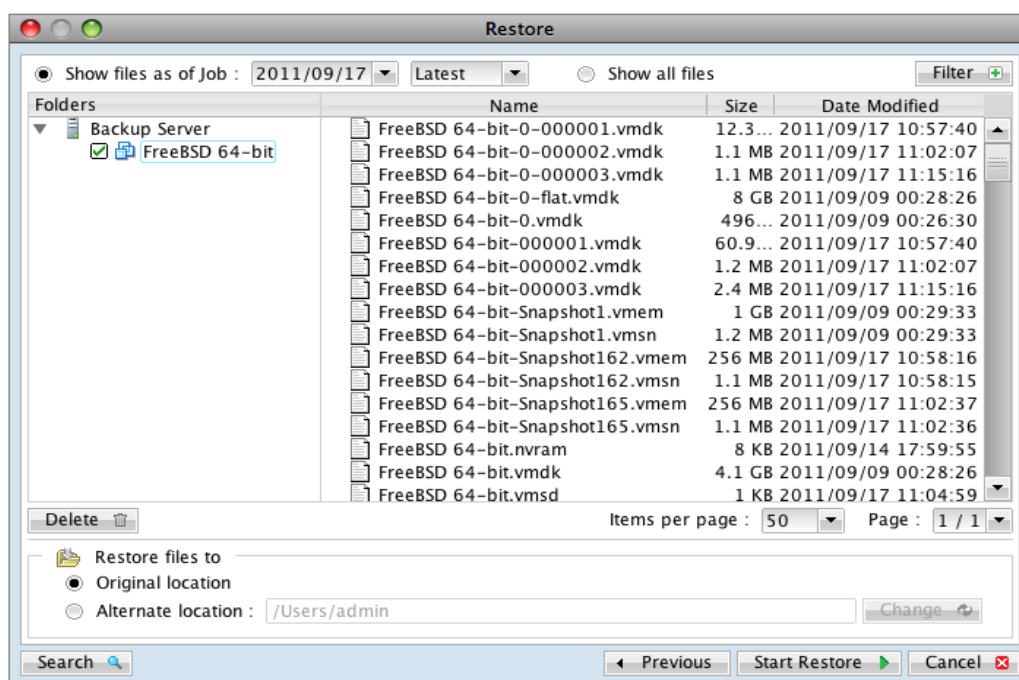 Restore
Show files as of Job : 2011/09/17 Latest Show all files Filter
Folders Name Size Date Modified
Backup Server
FreeBSD 64-bit
FreeBSD 64-bit-0-000001.vmdk 12.3... 2011/09/17 10:57:40
FreeBSD 64-bit-0-000002.vmdk 1.1 MB 2011/09/17 11:02:07
FreeBSD 64-bit-0-000003.vmdk 1.1 MB 2011/09/17 11:15:16
FreeBSD 64-bit-0-flat.vmdk 8 GB 2011/09/09 00:28:26
FreeBSD 64-bit-0.vmdk 496... 2011/09/09 00:26:30
FreeBSD 64-bit-000001.vmdk 60.9... 2011/09/17 10:57:40
FreeBSD 64-bit-000002.vmdk 1.2 MB 2011/09/17 11:02:07
FreeBSD 64-bit-000003.vmdk 2.4 MB 2011/09/17 11:15:16
FreeBSD 64-bit-Snapshot1.vmem 1 GB 2011/09/09 00:29:33
FreeBSD 64-bit-Snapshot1.vmsn 1.2 MB 2011/09/09 00:29:33
FreeBSD 64-bit-Snapshot162.vmem 256 MB 2011/09/17 10:58:16
FreeBSD 64-bit-Snapshot162.vmsn 1.1 MB 2011/09/17 10:58:15
FreeBSD 64-bit-Snapshot165.vmem 256 MB 2011/09/17 11:02:37
FreeBSD 64-bit-Snapshot165.vmsn 1.1 MB 2011/09/17 11:02:36
FreeBSD 64-bit.nvram 8 KB 2011/09/14 17:59:55
FreeBSD 64-bit.vmdk 4.1 GB 2011/09/09 00:28:26
FreeBSD 64-bit.vmsd 1 KB 2011/09/17 11:04:59
Delete Items per page : 50 Page : 1 / 1
Restore files to
Original location
Alternate location : /Users/admin Change
Search Previous Start Restore Cancel